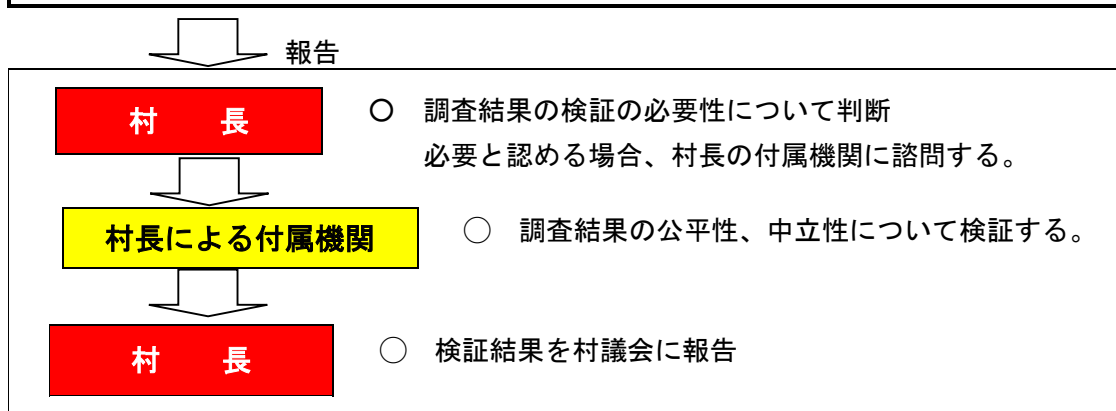 報告
村　長
○　調査結果の検証の必要性について判断
必要と認める場合、村長の付属機関に諮問する。
村長による付属機関
○　調査結果の公平性、中立性について検証する。
村　長
○　検証結果を村議会に報告